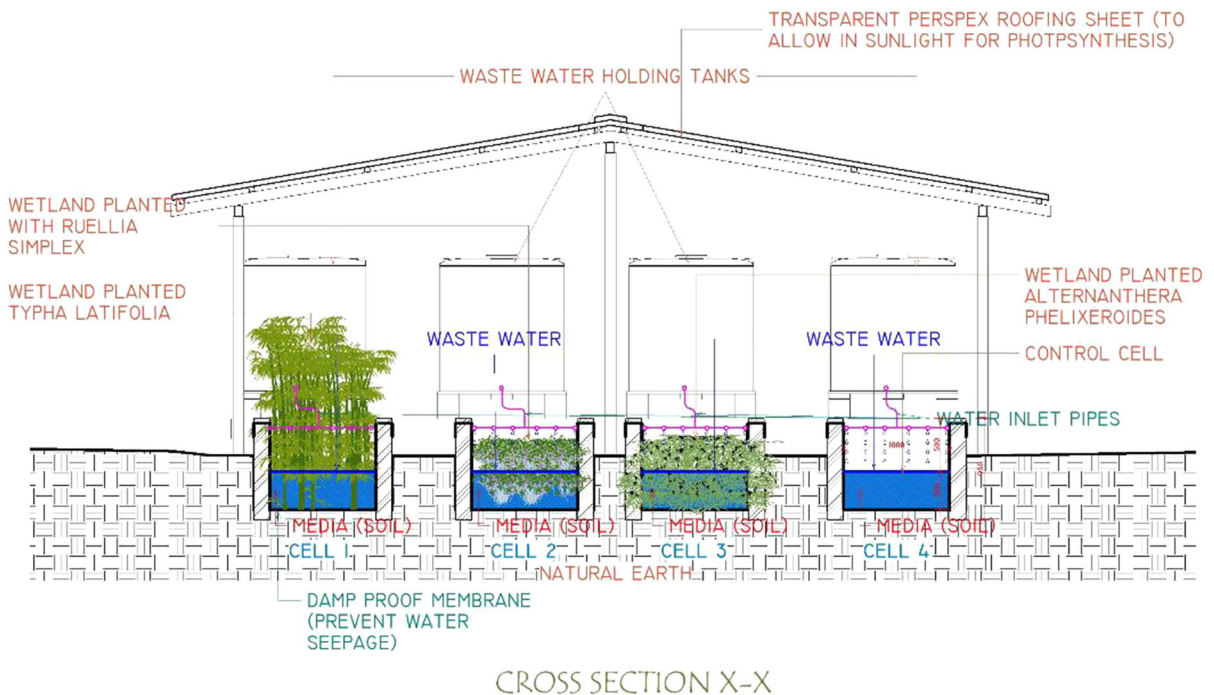 TRANSPARENT PERSPEX ROOFING SHEET (TO
ALLOW IN SUNLIGHT FOR PHOTPSYNTHESIS)
WASTE WATER HOLDING TANKS
WETLAND PLANTED
WITH RUELLIA
SIMPLEX
WETLAND PLANTED
TYPHA LATIFOLIA
WETLAND PLANTED
ALTERNANTHERA
PHELIXEROIDES
WASTE WATER
WASTE WATER
CONTROL CELL
WATER INLET PIPES
1000
500
MEDIA (SOIL)
MEDIA (SOIL)
MEDIA (SOIL)
MEDIA (SOIL)
CELL 1
CELL 2
CELL 3
CELL 4
NATURAL EARTH
DAMP PROOF MEMBRANE
(PREVENT WATER
SEEPAGE)
CROSS SECTION X-X